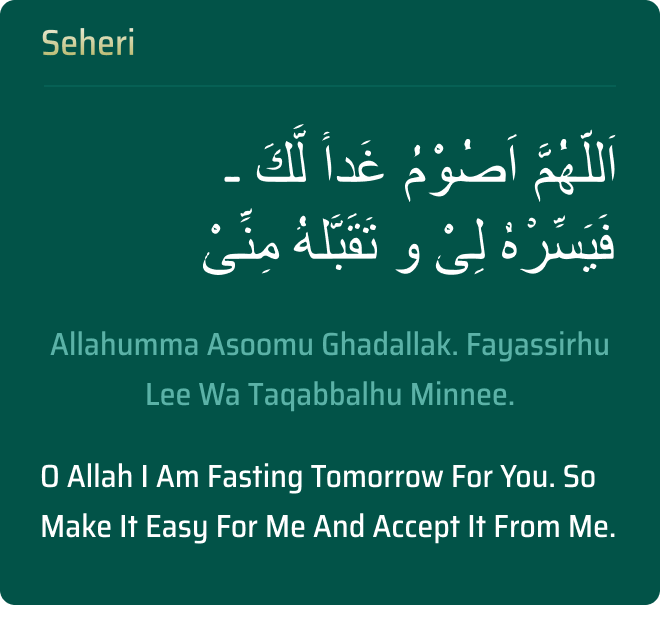 Seheri
اَللّٰهُمَّ اَصُوْمُ غَداً لَّكَ ـ
فَيَسِّرْهُ لِىْ و تَقَبَّلهُ مِنِّىْ
Allahumma Asoomu Ghadallak. Fayassirhu
Lee Wa Taqabbalhu Minnee.
O Allah I Am Fasting Tomorrow For You. So
Make It Easy For Me And Accept It From Me.